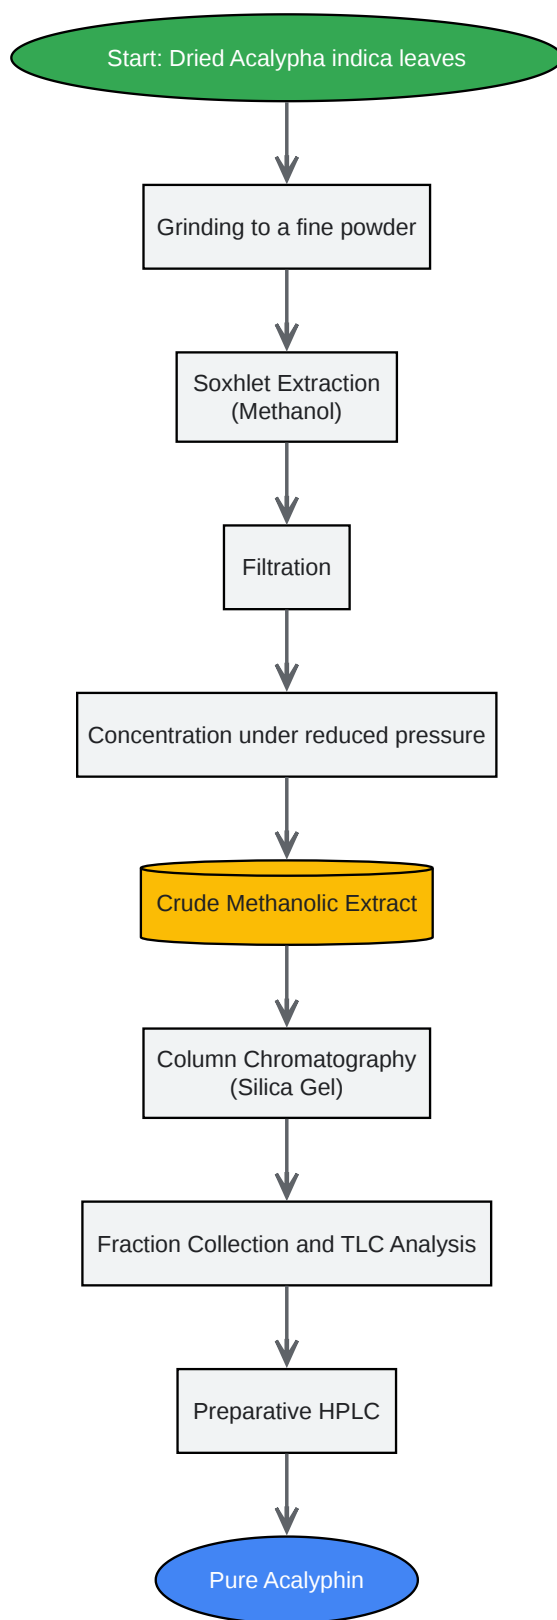 Start: Dried Acalypha indica leaves
Grinding to a fine powder
Soxhlet Extraction
(Methanol)
Filtration
Concentration under reduced pressure
Crude Methanolic Extract
Column Chromatography
(Silica Gel)
Fraction Collection and TLC Analysis
Preparative HPLC
Pure Acalyphin